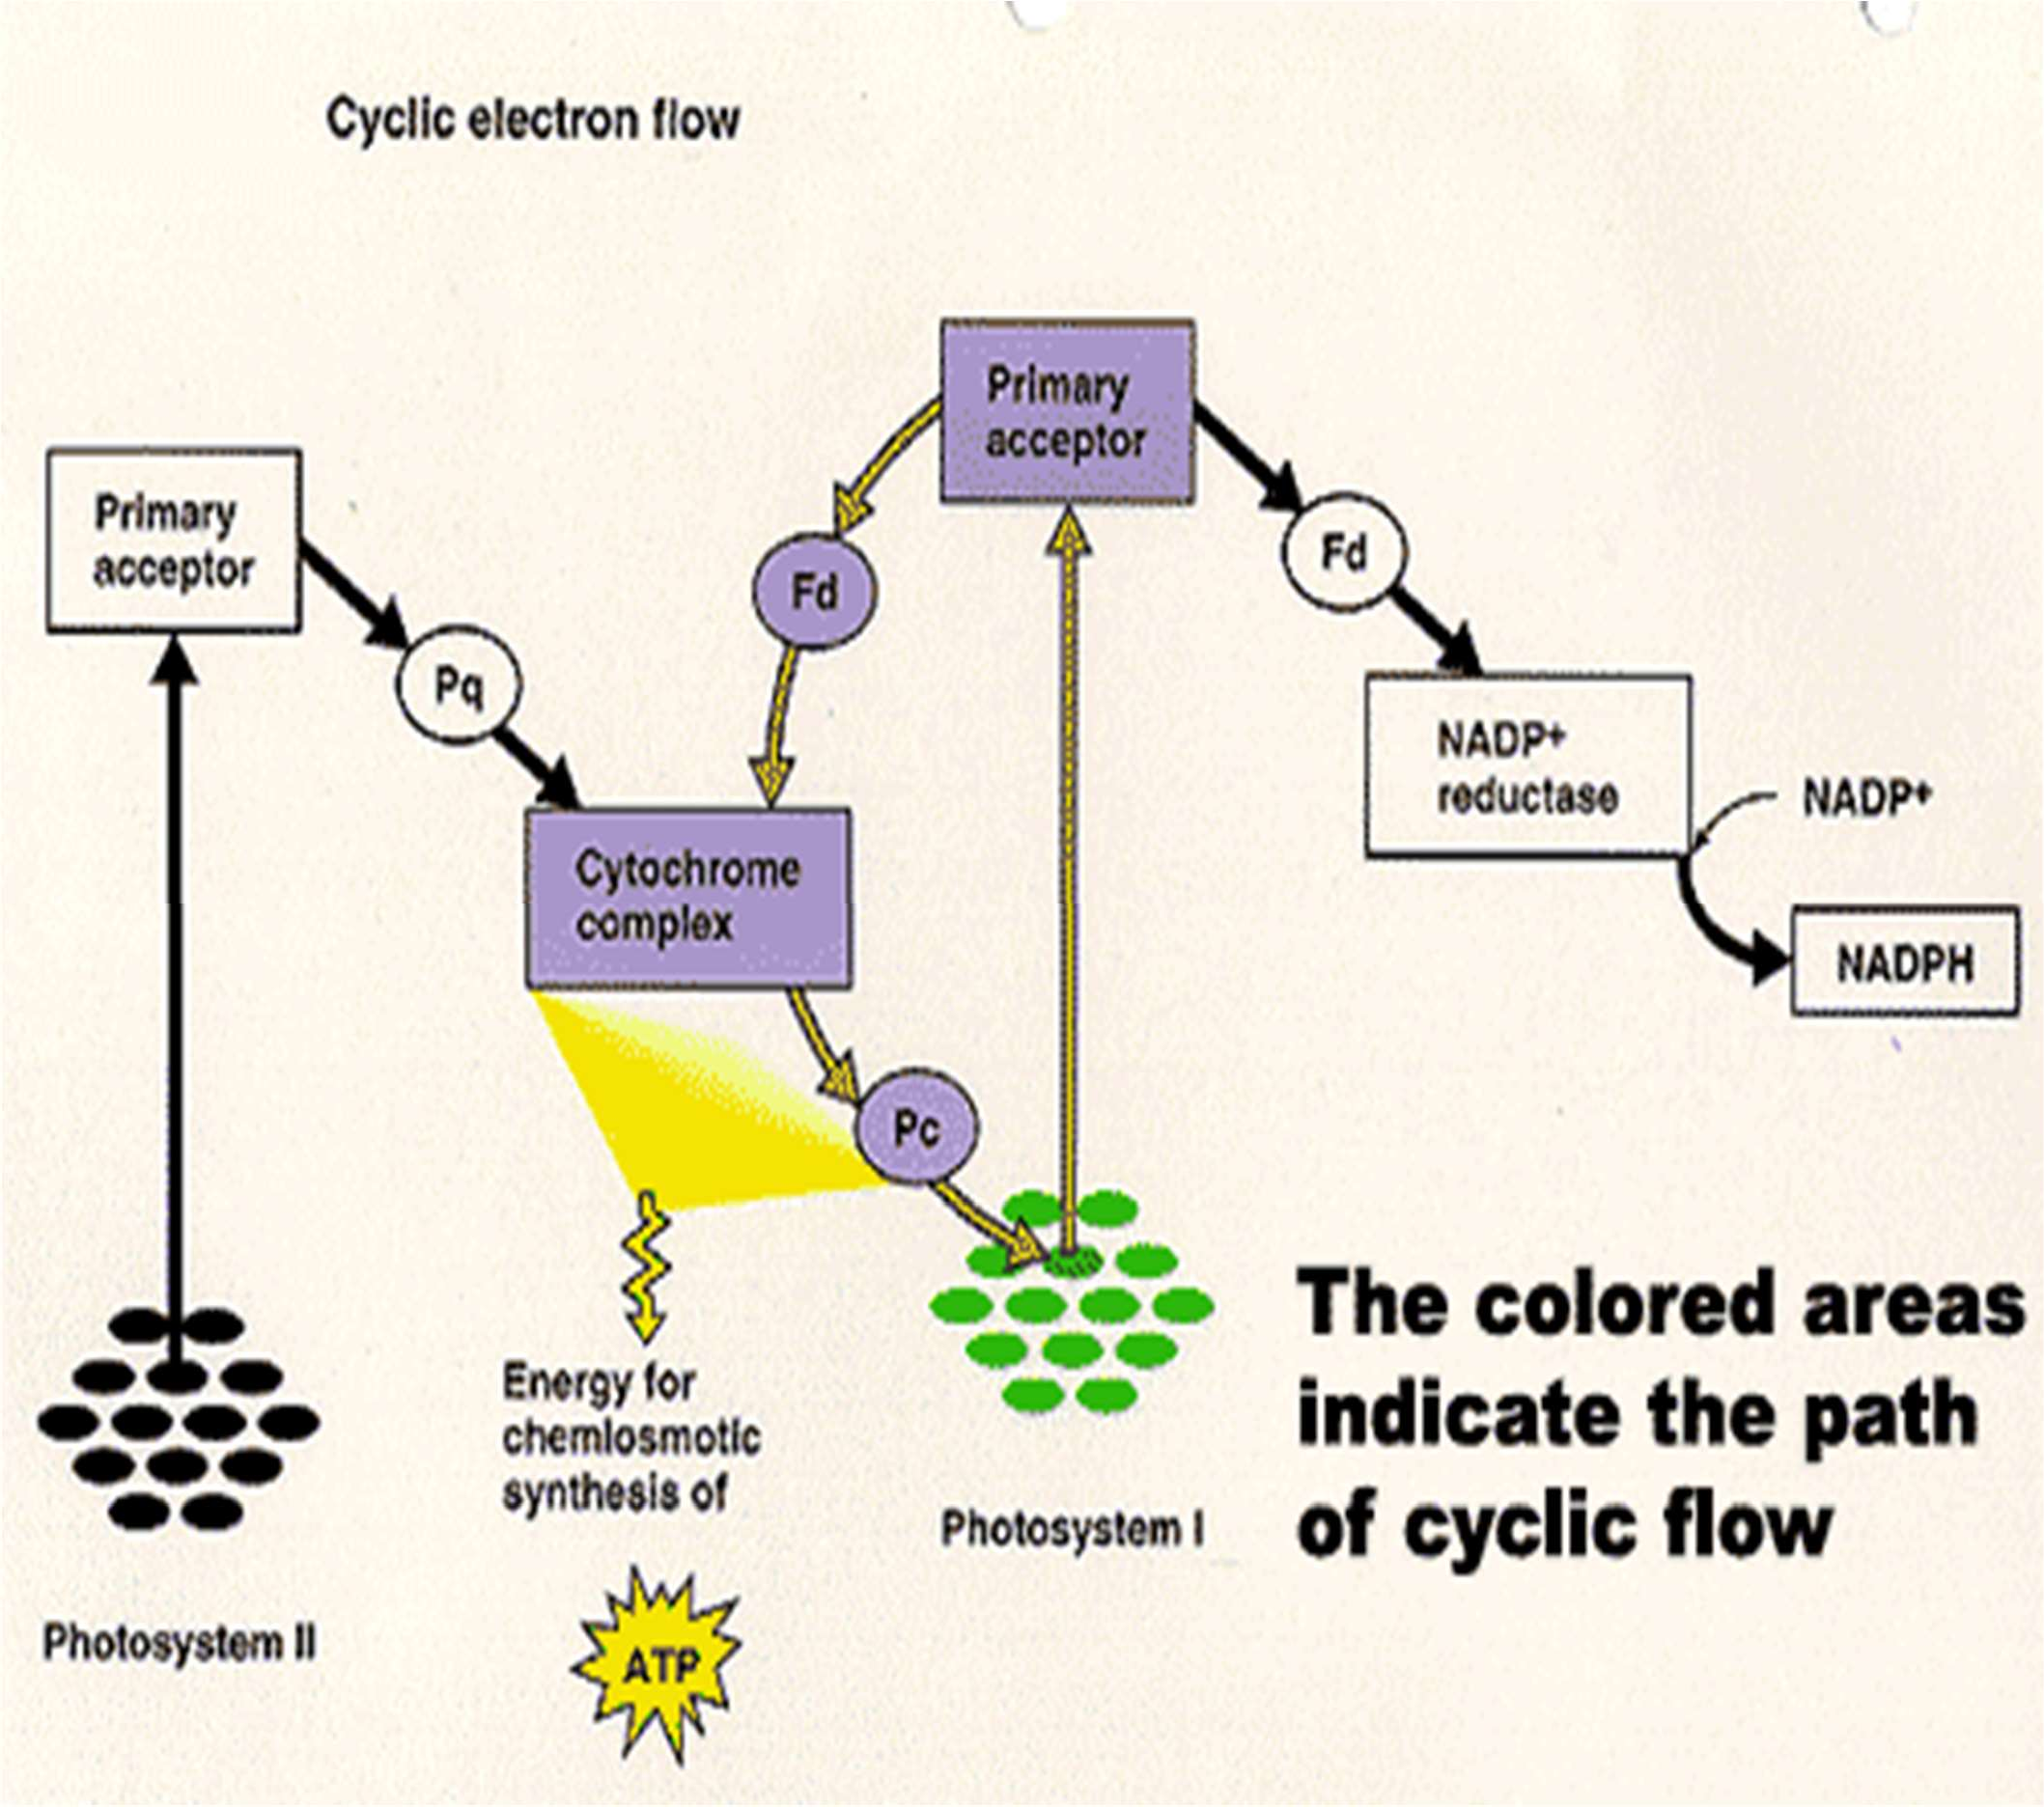 Cyclic electron flow
Primary
acceptor
Primary
acceptor
Fd
Fd
Pq
NADP+
reductase
NADP+
Cytochrome
complex
NADPH
Pc
The colored areas
indicate the path
of cyclic flow
Energy for
chemlosmotic
synthesis of
Photosystem I
Photosystem II
ATP